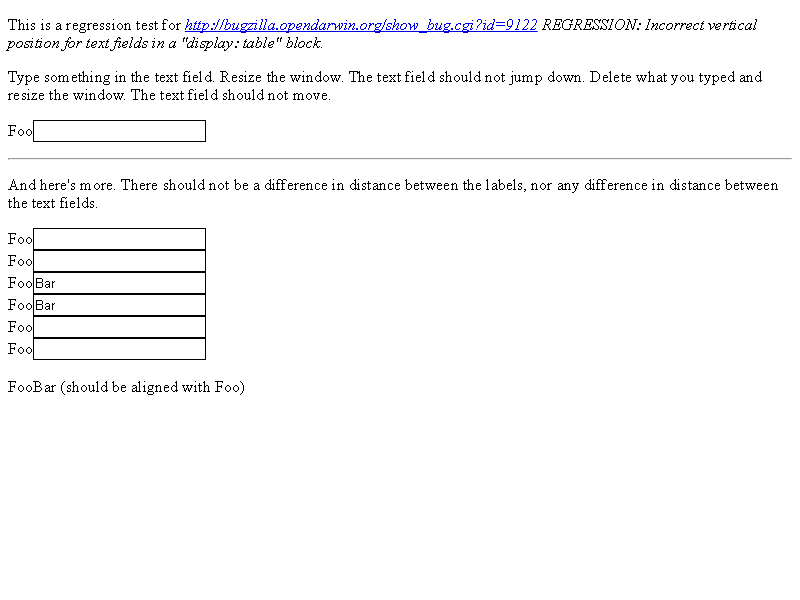 This is a regression test for http://bugzilla.opendarwin.org/show_bug.cgi?id=9122 REGRESSION: Incorrect vertical
position for text fields in a "display: table" block.
Type something in the text field. Resize the window. The text field should not jump down. Delete what you typed and
resize the window. The text field should not move.
Foo
And here's more. There should not be a difference in distance between the labels, nor any difference in distance between
the text fields.
Foo
Foo
Foo Bar
Foo Bar
Foo
Foo
FooBar (should be aligned with Foo)